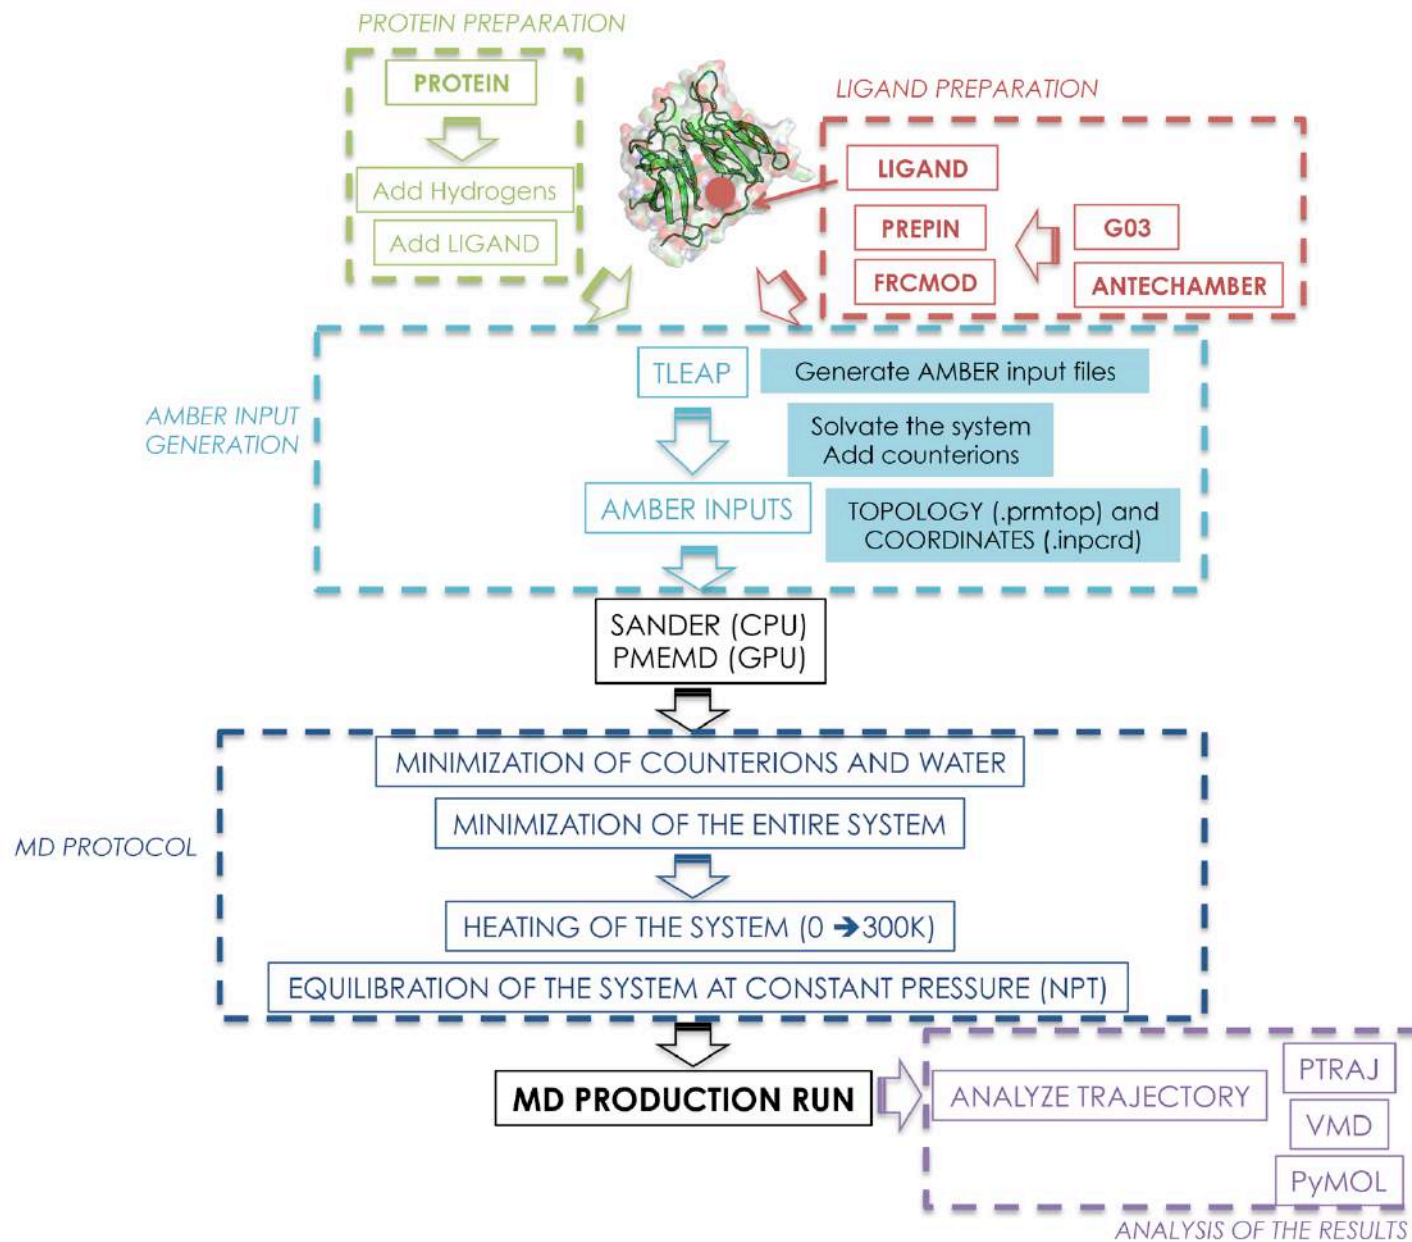 PROTEIN PREPARATION
PROTEIN
Add Hydrogens
Add LIGAND
LIGAND PREPARATION
LIGAND
PREPIN
FRCMOD
G03
ANTECHAMBER
AMBER INPUT
GENERATION
TLEAP
Generate AMBER input files
Solvate the system
Add counterions
AMBER INPUTS
TOPOLOGY (.prmtop) and
COORDINATES (.inpcrd)
SANDER (CPU)
PMEMD (GPU)
MD PROTOCOL
MINIMIZATION OF COUNTERIONS AND WATER
MINIMIZATION OF THE ENTIRE SYSTEM
HEATING OF THE SYSTEM (0 ➔300K)
EQUILIBRATION OF THE SYSTEM AT CONSTANT PRESSURE (NPT)
MD PRODUCTION RUN
ANALYZE TRAJECTORY
PTRAJ
VMD
PyMOL
ANALYSIS OF THE RESULTS